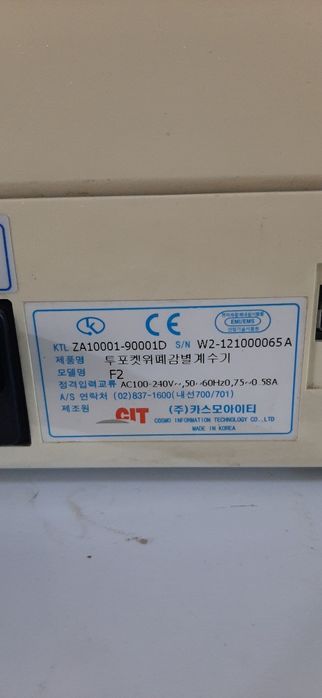 K CE EMI/EMS
KTL ZA10001-90001D S/N W2-121000065A
제품명 투포켓위폐감별계수기
모델명 F2
정격입력교류 AC100-240V~,50~60Hz0,75~0.58A
A/S 연락처 (02)837-1600(내선700/701)
제조원 CIT (주)카스모아이티
COSMO INFORMATION TECHNOLOGY CO.,LTD
MADE IN KOREA